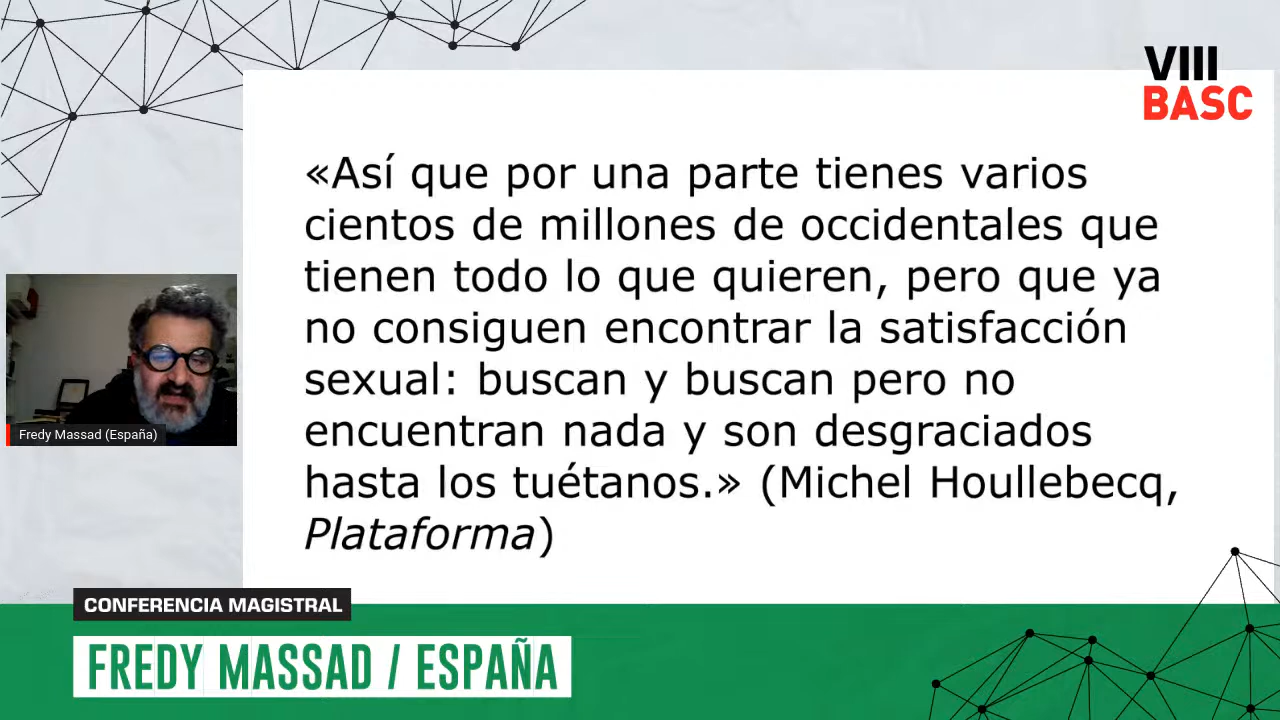 VIII
BASC
«Así que por una parte tienes varios
cientos de millones de occidentales que
tienen todo lo que quieren, pero que ya
no consiguen encontrar la satisfacción
sexual: buscan y buscan pero no
encuentran nada y son desgraciados
hasta los tuétanos.» (Michel Houllebecq,
Plataforma)
Fredy Massad (España)
CONFERENCIA MAGISTRAL
FREDY MASSAD / ESPAÑA